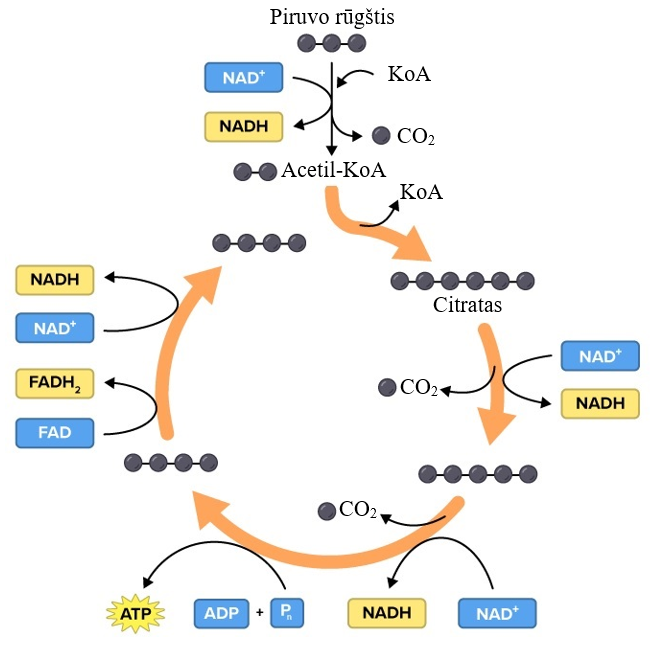 Piruvo rūgštis
NAD⁺
KoA
NADH
CO₂
Acetil-KoA
KoA
NADH
NAD⁺
Citratas
FADH₂
FAD
CO₂
NAD⁺
NADH
CO₂
ATP
ADP + Pₙ
NADH
NAD⁺